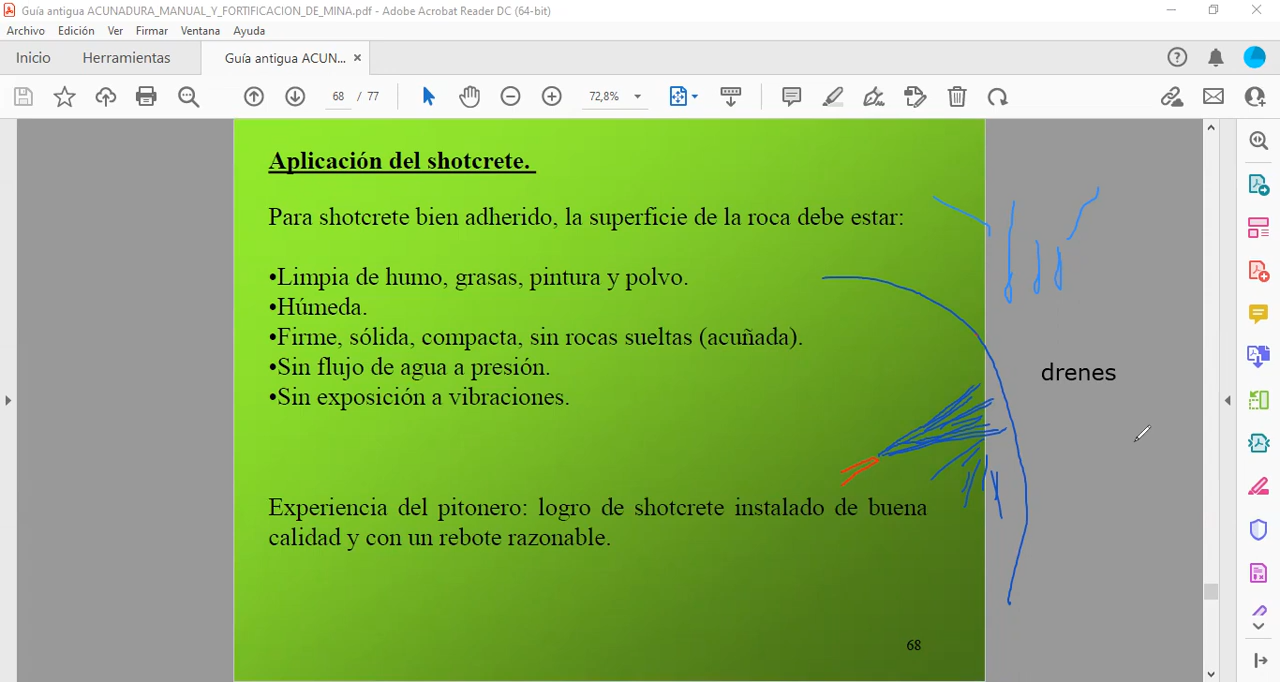 Guía antigua ACUNADURA_MANUAL_Y_FORTIFICACION_DE_MINA.pdf - Adobe Acrobat Reader DC (64-bit)
Archivo Edición Ver Firmar Ventana Ayuda
Inicio Herramientas Guía antigua ACUN... ×
68 / 77 72,8%
Aplicación del shotcrete.
Para shotcrete bien adherido, la superficie de la roca debe estar:
•Limpia de humo, grasas, pintura y polvo.
•Húmeda.
•Firme, sólida, compacta, sin rocas sueltas (acuñada).
•Sin flujo de agua a presión.
•Sin exposición a vibraciones.
drenes
Experiencia del pitonero: logro de shotcrete instalado de buena
calidad y con un rebote razonable.
68